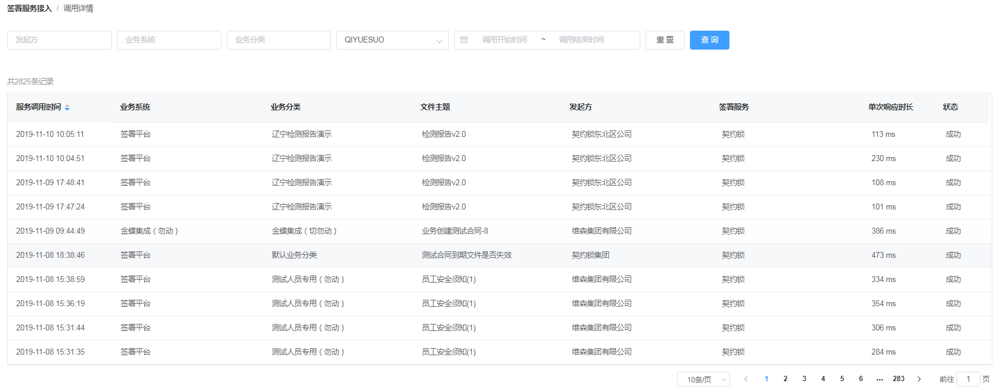 签署服务接入 / 调用详情
发起方 业务系统 业务分类 QIYUESUO 调用开始时间 ~ 调用结束时间 重置 查询
共2825条记录
服务调用时间 业务系统 业务分类 文件主题 发起方 签署服务 单次响应时长 状态
2019-11-10 10:05:11 签署平台 辽宁检测报告演示 检测报告v2.0 契约锁东北区公司 契约锁 113 ms 成功
2019-11-10 10:04:51 签署平台 辽宁检测报告演示 检测报告v2.0 契约锁东北区公司 契约锁 230 ms 成功
2019-11-09 17:48:41 签署平台 辽宁检测报告演示 检测报告v2.0 契约锁东北区公司 契约锁 108 ms 成功
2019-11-09 17:47:24 签署平台 辽宁检测报告演示 检测报告v2.0 契约锁东北区公司 契约锁 101 ms 成功
2019-11-09 09:44:49 金蝶集成（勿动） 金蝶集成（切勿动） 业务创建测试合同-8 维森集团有限公司 契约锁 386 ms 成功
2019-11-08 18:38:46 签署平台 默认业务分类 测试合同到期文件是否失效 契约锁集团 契约锁 473 ms 成功
2019-11-08 15:38:59 签署平台 测试人员专用（勿动） 员工安全须知(1) 维森集团有限公司 契约锁 334 ms 成功
2019-11-08 15:36:19 签署平台 测试人员专用（勿动） 员工安全须知(1) 维森集团有限公司 契约锁 354 ms 成功
2019-11-08 15:31:44 签署平台 测试人员专用（勿动） 员工安全须知(1) 维森集团有限公司 契约锁 306 ms 成功
2019-11-08 15:31:35 签署平台 测试人员专用（勿动） 员工安全须知(1) 维森集团有限公司 契约锁 284 ms 成功
10条/页 1 2 3 4 5 6 ··· 283 前往 1 页